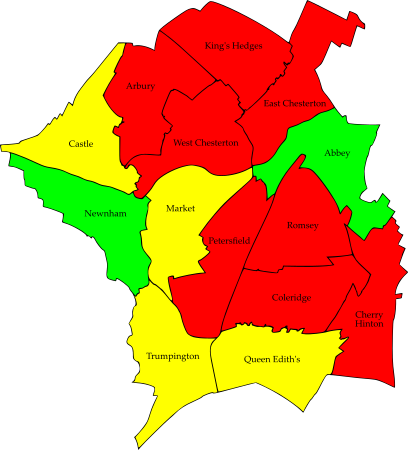 King's Hedges
Arbury
East Chesterton
Castle
West Chesterton
Abbey
Newnham
Market
Romsey
Petersfield
Coleridge
Cherry
Hinton
Trumpington
Queen Edith's